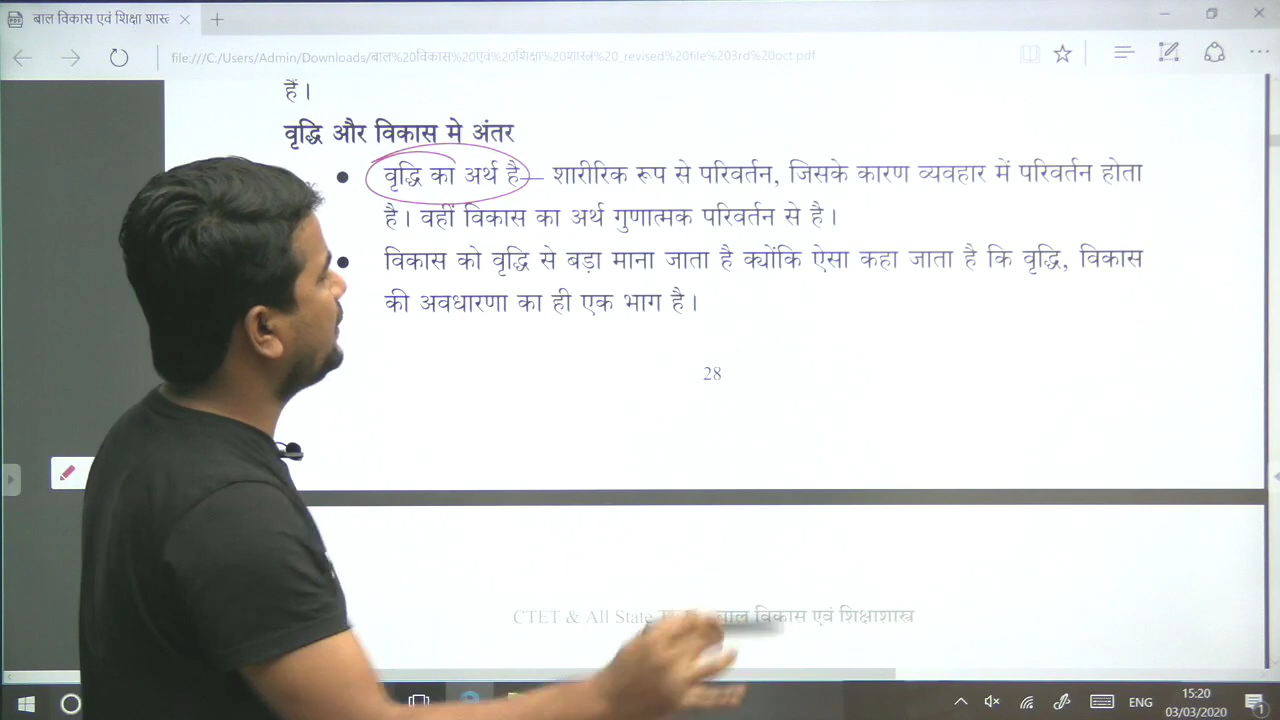 बाल विकास एवं शिक्षा शास्त्र
file:///C:/Users/Admin/Downloads/बाल%20विकास%20एवं%20शिक्षा%20शास्त्र%20_revised%20file%203rd%20oct.pdf
हैं।
वृद्धि और विकास मे अंतर
• वृद्धि का अर्थ है— शारीरिक रूप से परिवर्तन, जिसके कारण व्यवहार में परिवर्तन होता
है। वहीं विकास का अर्थ गुणात्मक परिवर्तन से है।
• विकास को वृद्धि से बड़ा माना जाता है क्योंकि ऐसा कहा जाता है कि वृद्धि, विकास
की अवधारणा का ही एक भाग है।
28
CTET & All State बाल विकास एवं शिक्षाशास्त्र
ENG
15:20
03/03/2020
1